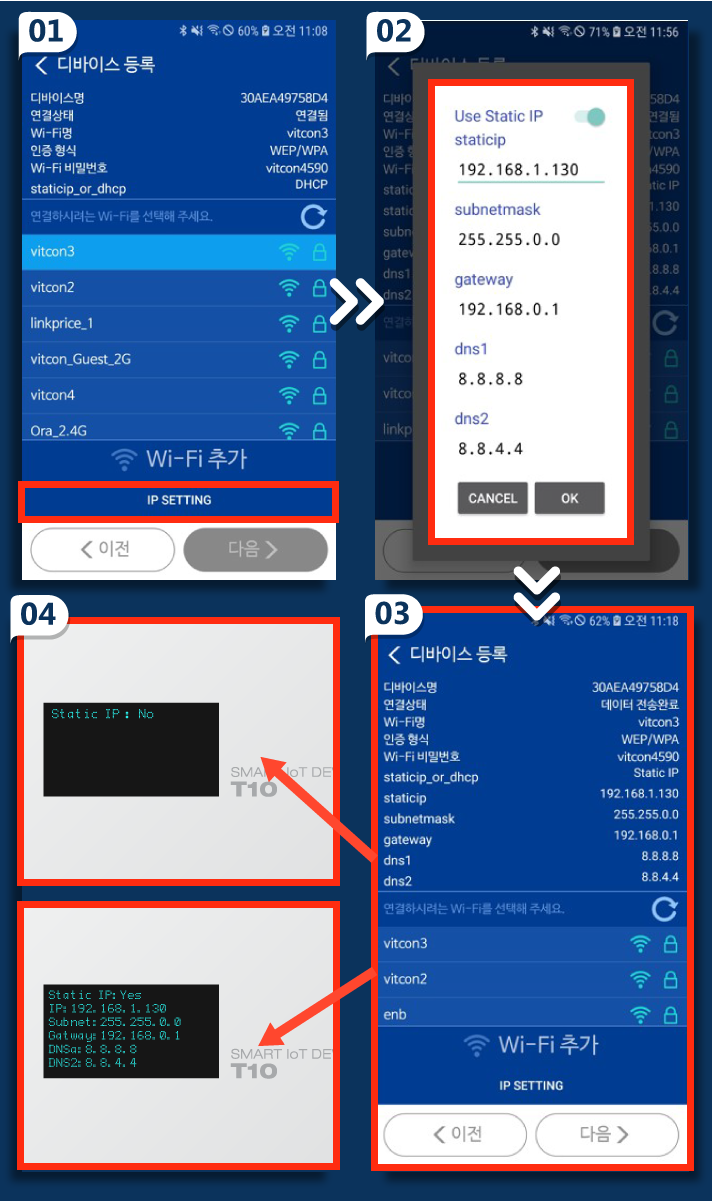 01
60% 오전 11:08
디바이스 등록
디바이스명 30AEA49758D4
연결상태 연결됨
Wi-Fi명 vitcon3
인증 형식 WEP/WPA
Wi-Fi 비밀번호 vitcon4590
staticip_or_dhcp DHCP
연결하시려는 Wi-Fi를 선택해 주세요.
vitcon3
vitcon2
linkprice_1
vitcon_Guest_2G
vitcon4
Ora_2.4G
Wi-Fi 추가
IP SETTING
이전 다음
02
71% 오전 11:56
Use Static IP
staticip
192.168.1.130
subnetmask
255.255.0.0
gateway
192.168.0.1
dns1
8.8.8.8
dns2
8.8.4.4
CANCEL OK
03
62% 오전 11:18
디바이스 등록
디바이스명 30AEA49758D4
연결상태 데이터 전송완료
Wi-Fi명 vitcon3
인증 형식 WEP/WPA
Wi-Fi 비밀번호 vitcon4590
staticip_or_dhcp Static IP
staticip 192.168.1.130
subnetmask 255.255.0.0
gateway 192.168.0.1
dns1 8.8.8.8
dns2 8.8.4.4
연결하시려는 Wi-Fi를 선택해 주세요.
vitcon3
vitcon2
enb
Wi-Fi 추가
IP SETTING
이전 다음
04
Static IP: No
SMART IoT DE
T10
Static IP:Yes
IP:192.168.1.130
Subnet:255.255.0.0
Gatway:192.168.0.1
DNSa:8.8.8.8
DNS2:8.8.4.4
SMART IoT DE
T10